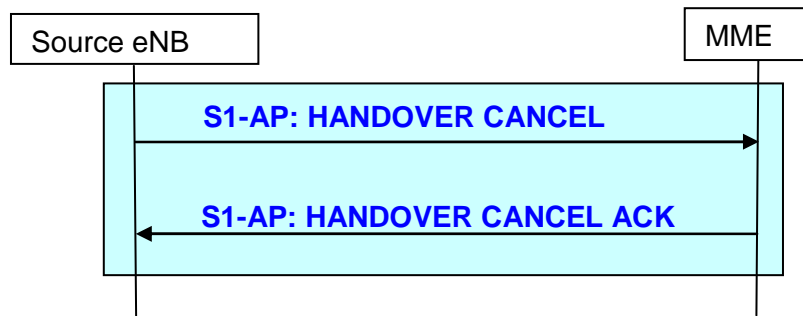 Source eNB
MME
S1-AP: HANDOVER CANCEL
S1-AP: HANDOVER CANCEL ACK